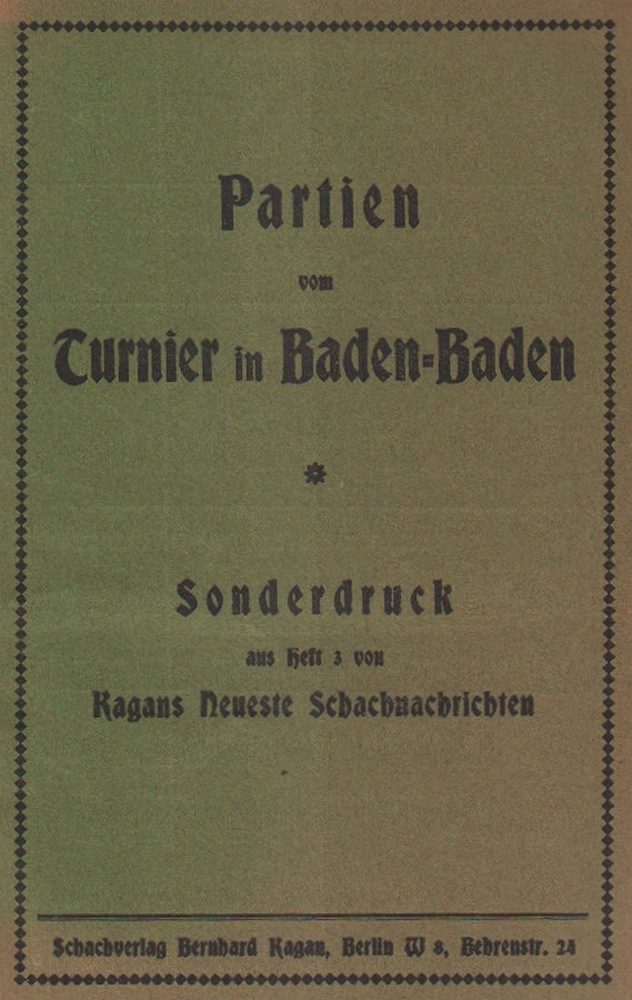 Partien
vom
Turnier in Baden-Baden
Sonderdruck
aus Heft 3 von
Kagans Neueste Schachnachrichten
Schachverlag Bernhard Kagan, Berlin W 8, Behrenstr. 24